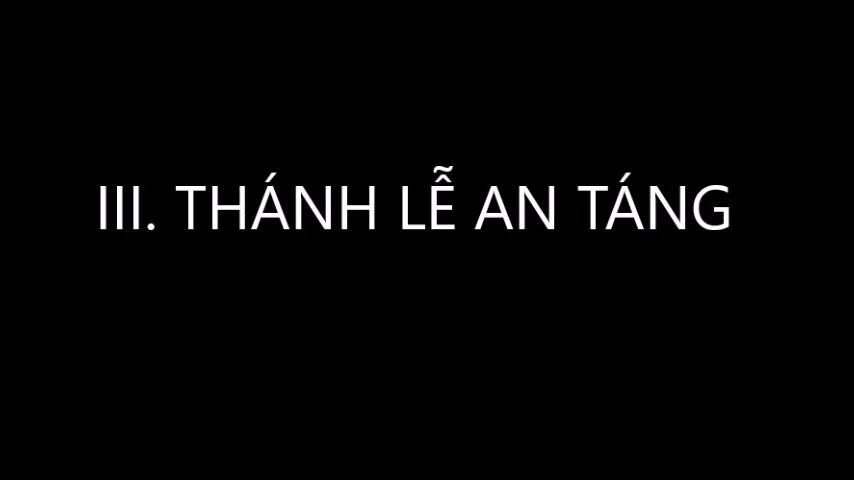 III. THÁNH LỄ AN TÁNG